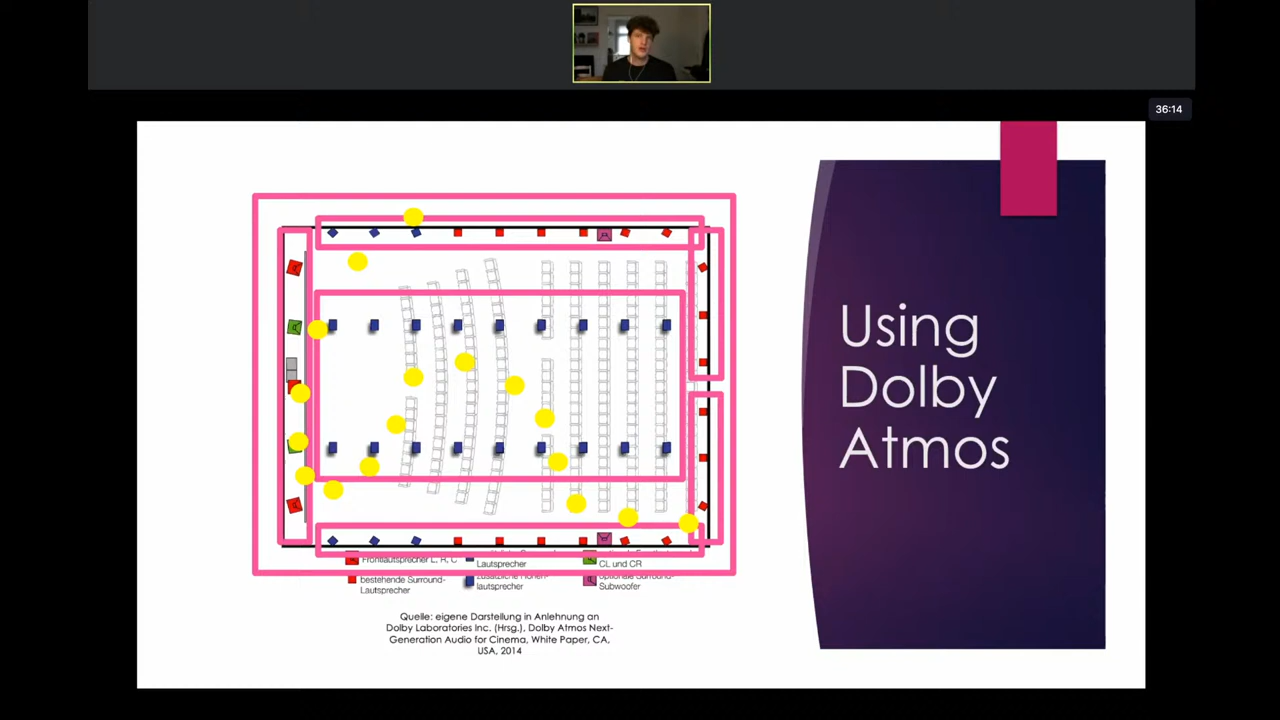 36:14
Using
Dolby
Atmos
Frontlautsprecher L, R, C
Lautsprecher
CL und CR
bestehende Surround-
Lautsprecher
zusätzliche Höhen-
lautsprecher
optionale Surround-
Subwoofer
Quelle: eigene Darstellung in Anlehnung an
Dolby Laboratories Inc. (Hrsg.), Dolby Atmos Next-
Generation Audio for Cinema, White Paper, CA,
USA, 2014